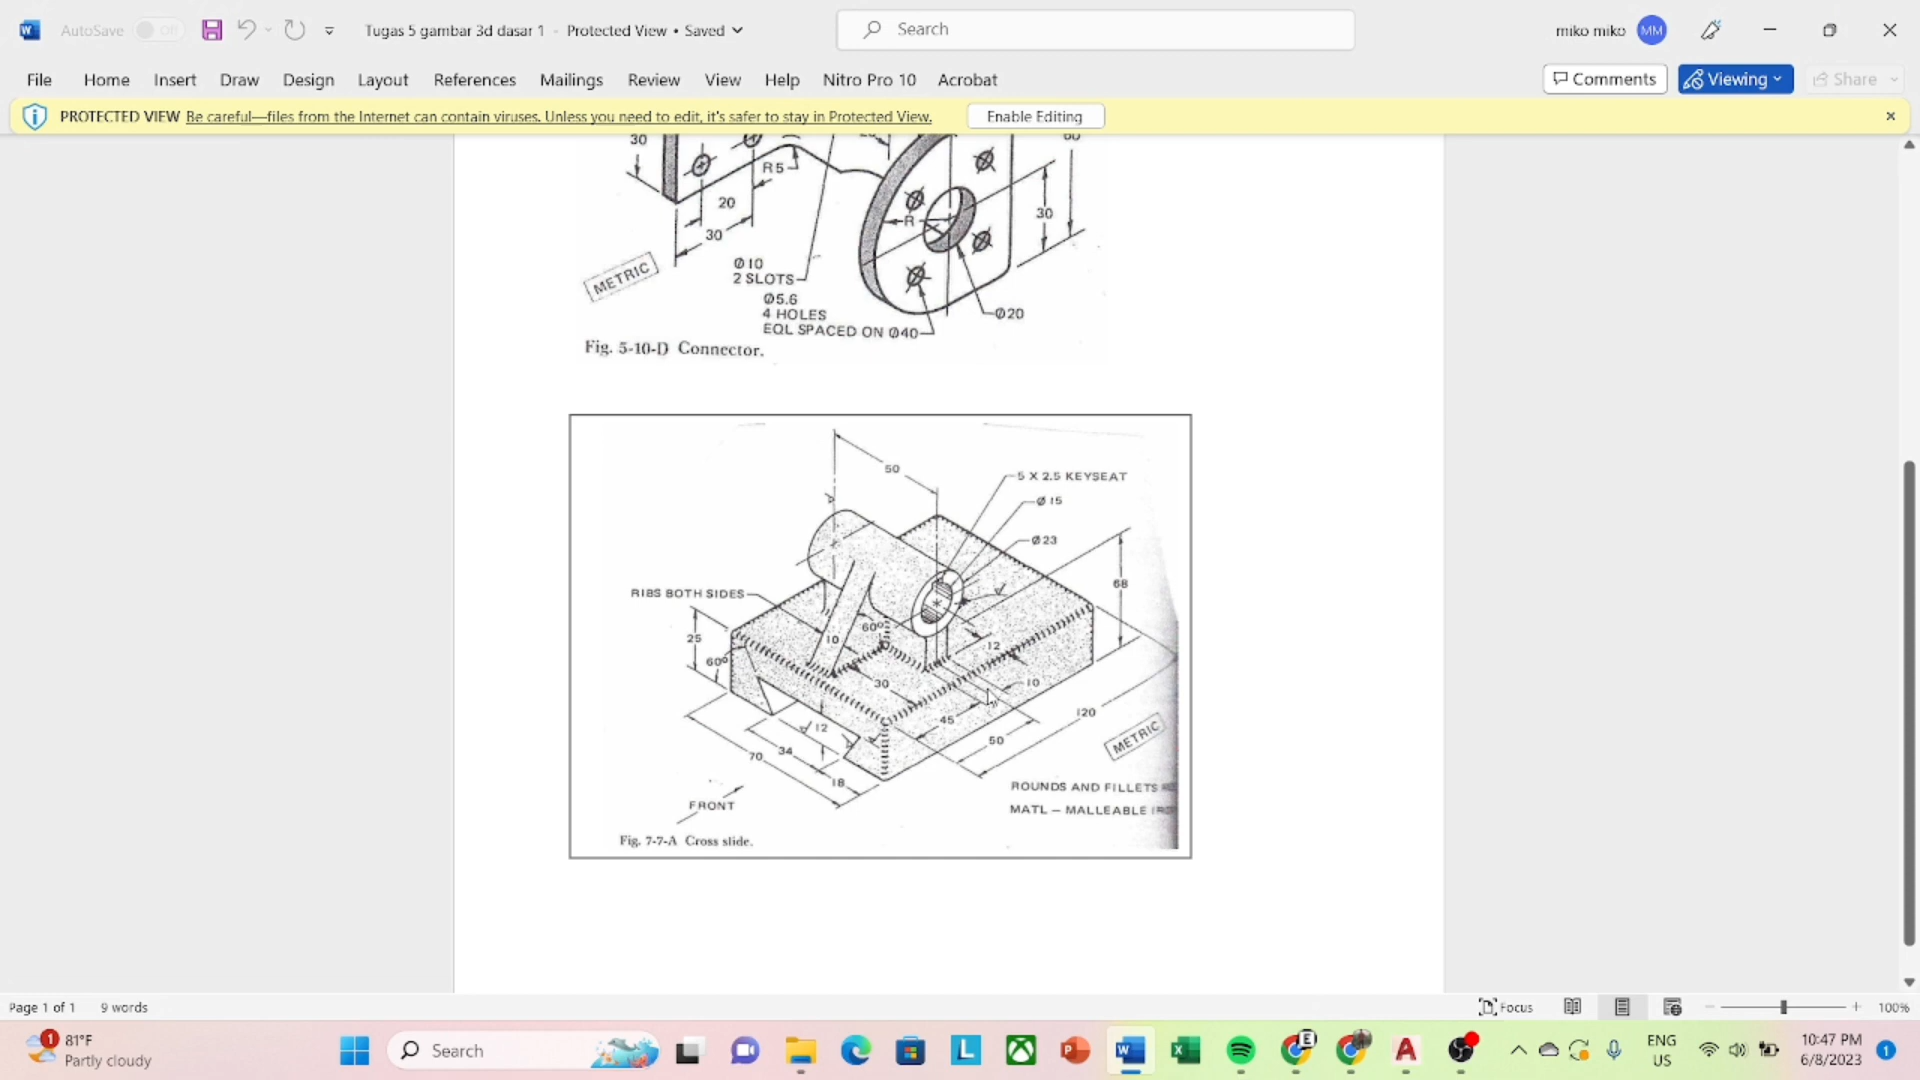 AutoSave Off Tugas 5 gambar 3d dasar 1 - Protected View • Saved Search miko miko MM
File Home Insert Draw Design Layout References Mailings Review View Help Nitro Pro 10 Acrobat Comments Viewing Share
PROTECTED VIEW Be careful—files from the Internet can contain viruses. Unless you need to edit, it's safer to stay in Protected View. Enable Editing
30
R5
20
30
METRIC
Ø10
2 SLOTS
Ø5.6
4 HOLES
EQL SPACED ON Ø40
R
30
60
Ø20
Fig. 5-10-D Connector.
50
5 X 2.5 KEYSEAT
Ø 15
Ø23
68
RIBS BOTH SIDES
25
60°
10
60°
12
30
10
45
50
120
12
34
70
18
METRIC
FRONT
ROUNDS AND FILLETS
MATL — MALLEABLE
Fig. 7-7-A Cross slide.
Page 1 of 1 9 words Focus 100%
1 81°F
Partly cloudy
Search
ENG
US
10:47 PM
6/8/2023
1